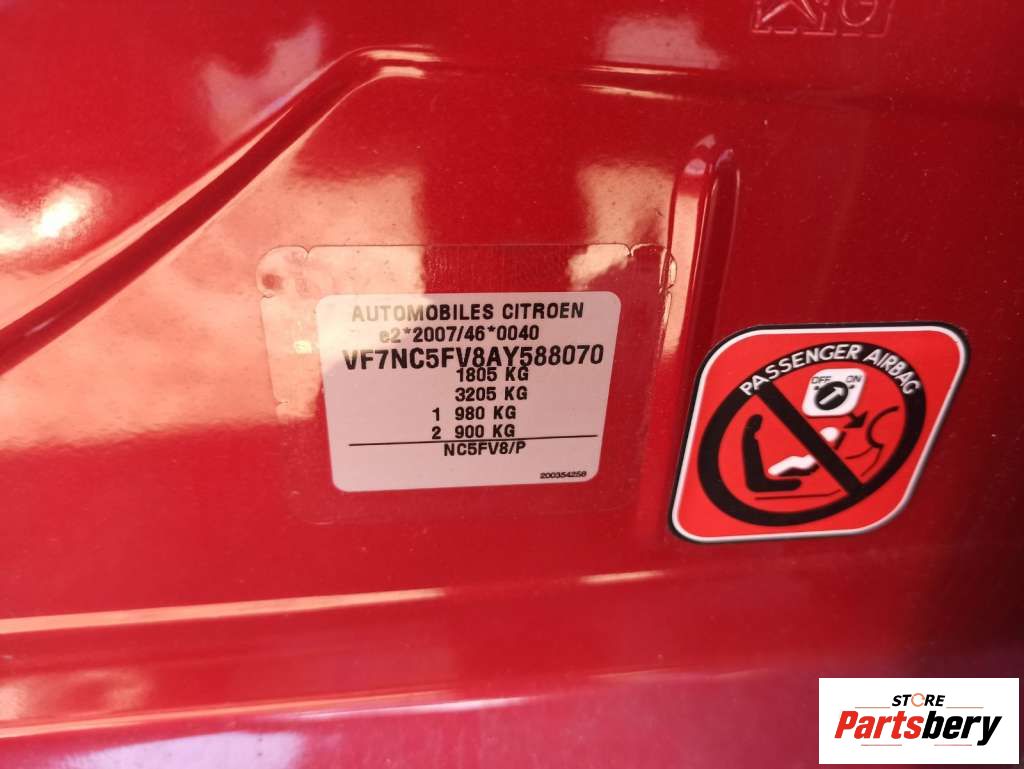 AUTOMOBILES CITROEN
e2*2007/46*0040
VF7NC5FV8AY588070
1805 KG
3205 KG
1 980 KG
2 900 KG
NC5FV8/P
200354258
PASSENGER AIRBAG
OFF ON
STORE
Partsbery